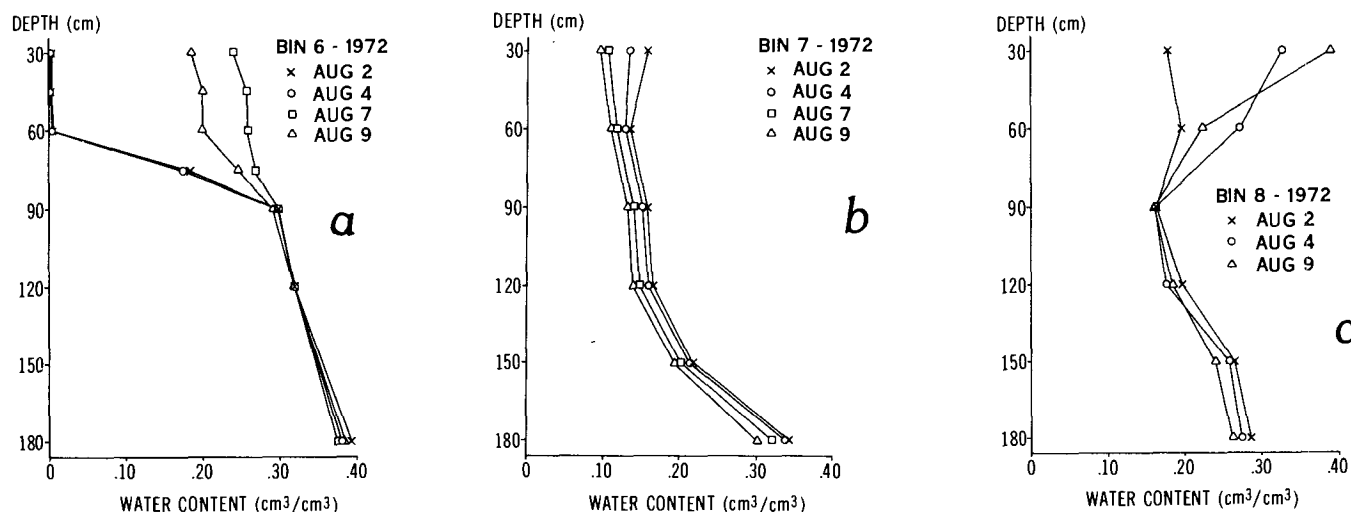 DEPTH (cm)
30
60
90
120
150
180
0
.10
.20
.30
.40
WATER CONTENT (cm³/cm³)
BIN 6 - 1972
× AUG 2
○ AUG 4
□ AUG 7
△ AUG 9
a
DEPTH (cm)
30
60
90
120
150
180
0
.10
.20
.30
.40
WATER CONTENT (cm³/cm³)
BIN 7 - 1972
× AUG 2
○ AUG 4
□ AUG 7
△ AUG 9
b
DEPTH (cm)
30
60
90
120
150
180
0
.10
.20
.30
.40
WATER CONTENT (cm³/cm³)
BIN 8 - 1972
× AUG 2
○ AUG 4
△ AUG 9
c